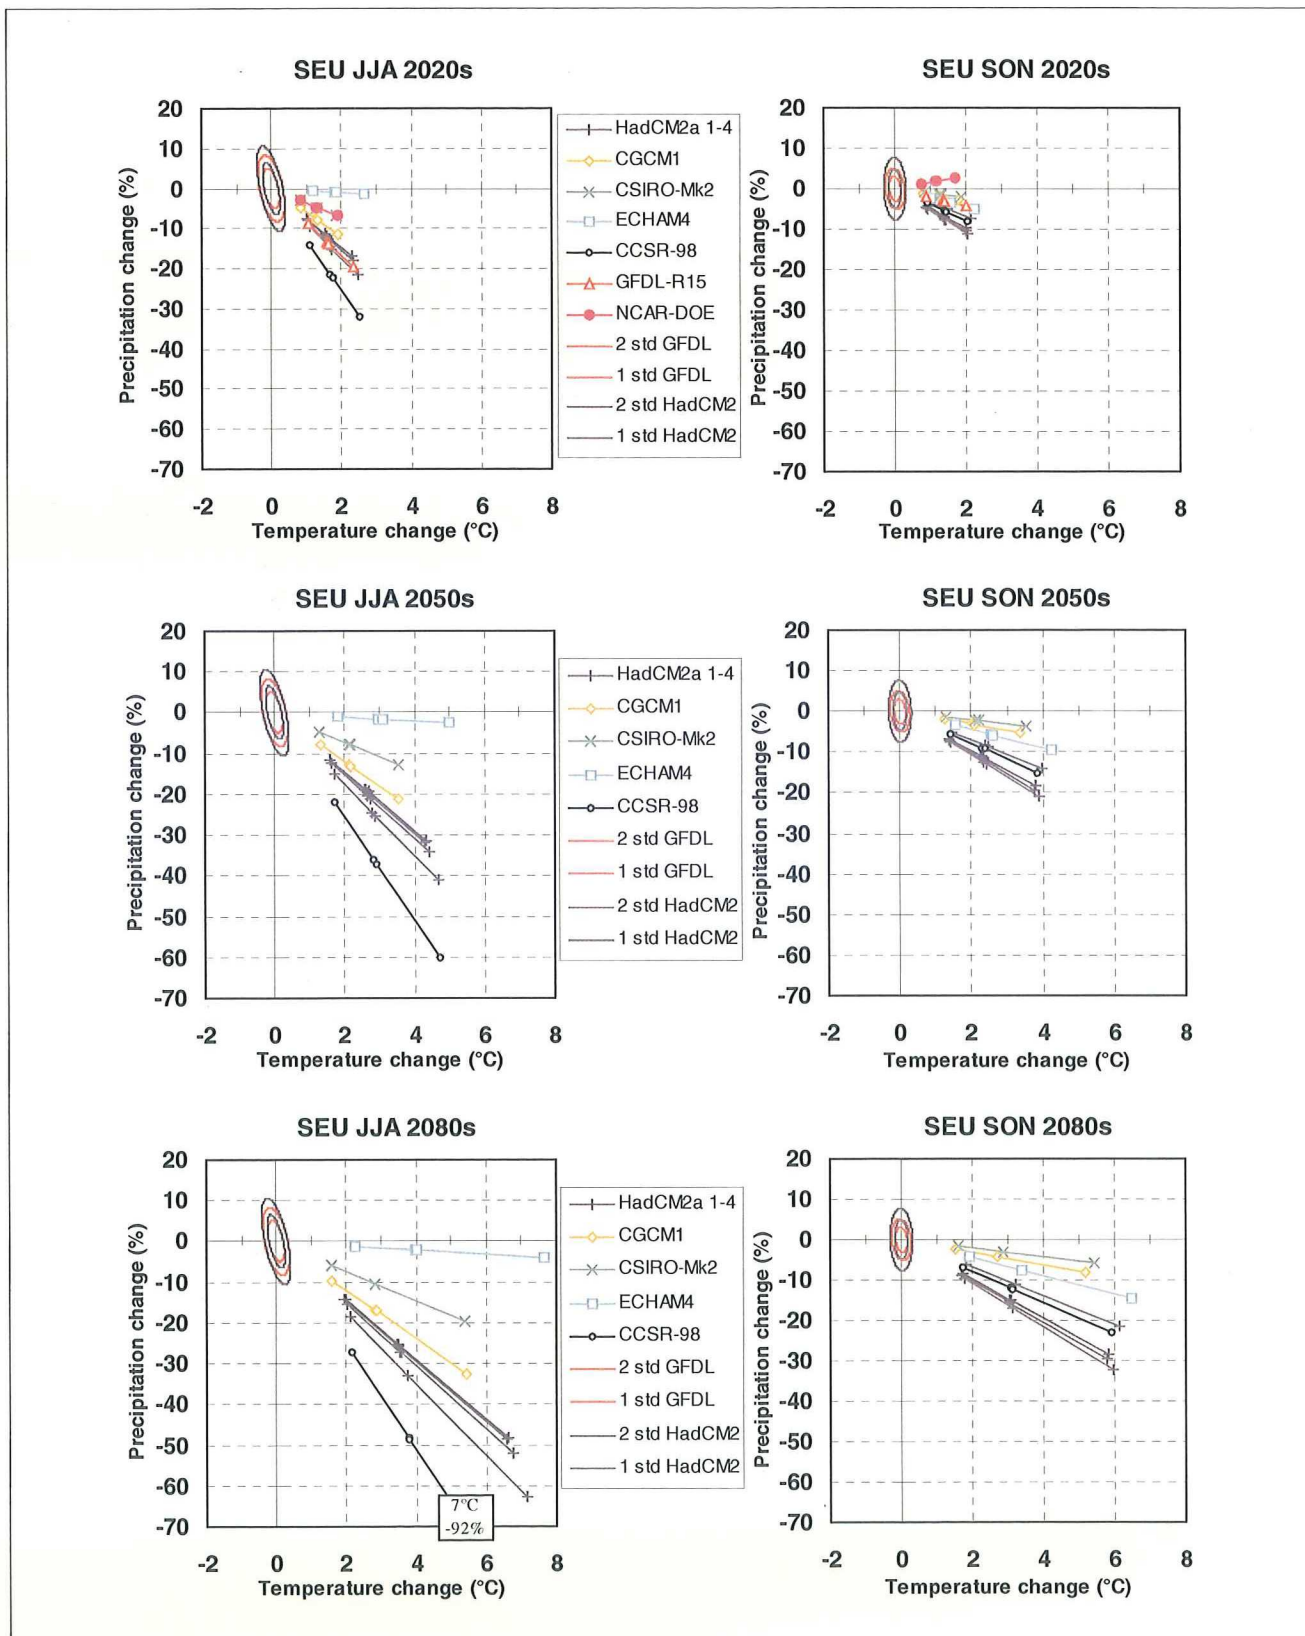 SEU JJA 2020s
20
10
0
-10
-20
-30
-40
-50
-60
-70
-2 0 2 4 6 8
Temperature change (°C)
Precipitation change (%)
HadCM2a 1-4
CGCM1
CSIRO-Mk2
ECHAM4
CCSR-98
GFDL-R15
NCAR-DOE
2 std GFDL
1 std GFDL
2 std HadCM2
1 std HadCM2
SEU SON 2020s
20
10
0
-10
-20
-30
-40
-50
-60
-70
-2 0 2 4 6 8
Temperature change (°C)
Precipitation change (%)
SEU JJA 2050s
20
10
0
-10
-20
-30
-40
-50
-60
-70
-2 0 2 4 6 8
Temperature change (°C)
Precipitation change (%)
HadCM2a 1-4
CGCM1
CSIRO-Mk2
ECHAM4
CCSR-98
2 std GFDL
1 std GFDL
2 std HadCM2
1 std HadCM2
SEU SON 2050s
20
10
0
-10
-20
-30
-40
-50
-60
-70
-2 0 2 4 6 8
Temperature change (°C)
Precipitation change (%)
SEU JJA 2080s
20
10
0
-10
-20
-30
-40
-50
-60
-70
-2 0 2 4 6 8
Temperature change (°C)
Precipitation change (%)
7°C
-92%
HadCM2a 1-4
CGCM1
CSIRO-Mk2
ECHAM4
CCSR-98
2 std GFDL
1 std GFDL
2 std HadCM2
1 std HadCM2
SEU SON 2080s
20
10
0
-10
-20
-30
-40
-50
-60
-70
-2 0 2 4 6 8
Temperature change (°C)
Precipitation change (%)